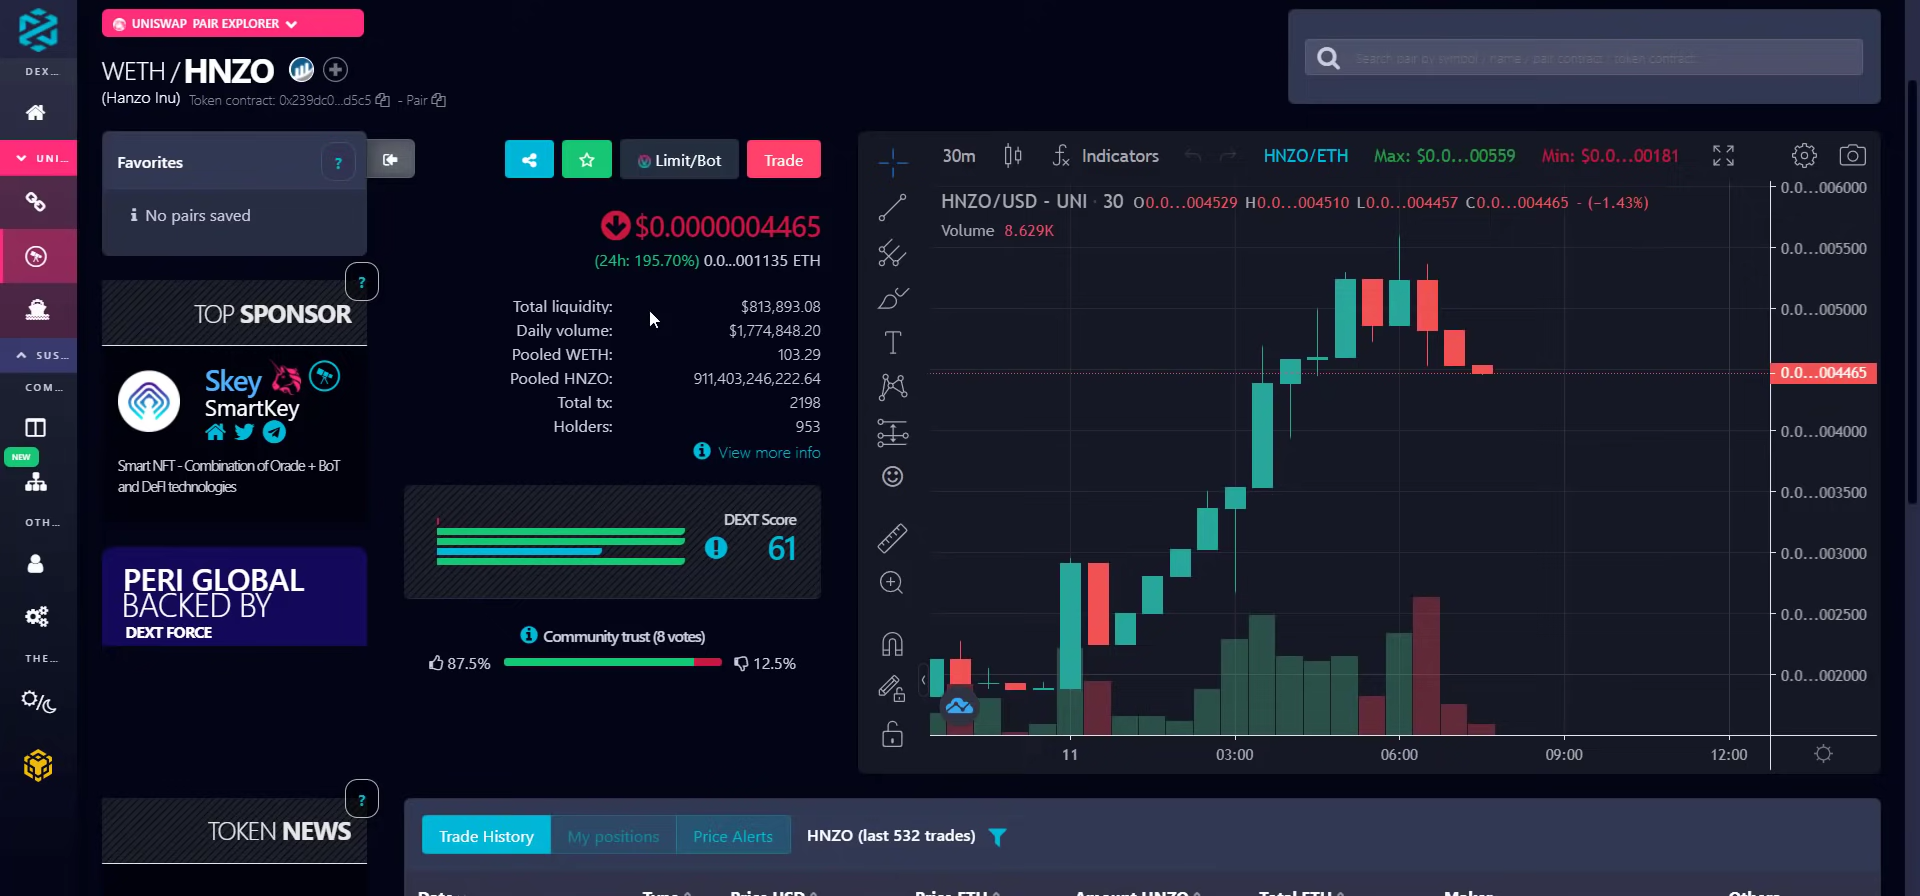 UNISWAP PAIR EXPLORER
WETH / HNZO
(Hanzo Inu) Token contract: 0x239dc0...d5c5 - Pair
Search pair by symbol / name / pair contract / token contract...
DEX...
UNI...
SUS...
COM...
NEW
OTH...
THE...
Favorites ?
No pairs saved
?
TOP SPONSOR
Skey
SmartKey
Smart NFT - Combination of Oracle + BoT
and DeFI technologies
PERI GLOBAL
BACKED BY
DEXT FORCE
?
TOKEN NEWS
Limit/Bot
Trade
$0.0000004465
(24h: 195.70%) 0.0...001135 ETH
Total liquidity: $813,893.08
Daily volume: $1,774,848.20
Pooled WETH: 103.29
Pooled HNZO: 911,403,246,222.64
Total tx: 2198
Holders: 953
View more info
DEXT Score
61
Community trust (8 votes)
87.5% 12.5%
30m Indicators HNZO/ETH Max: $0.0...00559 Min: $0.0...00181
HNZO/USD - UNI · 30 O0.0...004529 H0.0...004510 L0.0...004457 C0.0...004465 - (−1.43%)
Volume 8.629K
0.0...006000
0.0...005500
0.0...005000
0.0...004465
0.0...004000
0.0...003500
0.0...003000
0.0...002500
0.0...002000
11 03:00 06:00 09:00 12:00
Trade History My positions Price Alerts HNZO (last 532 trades)